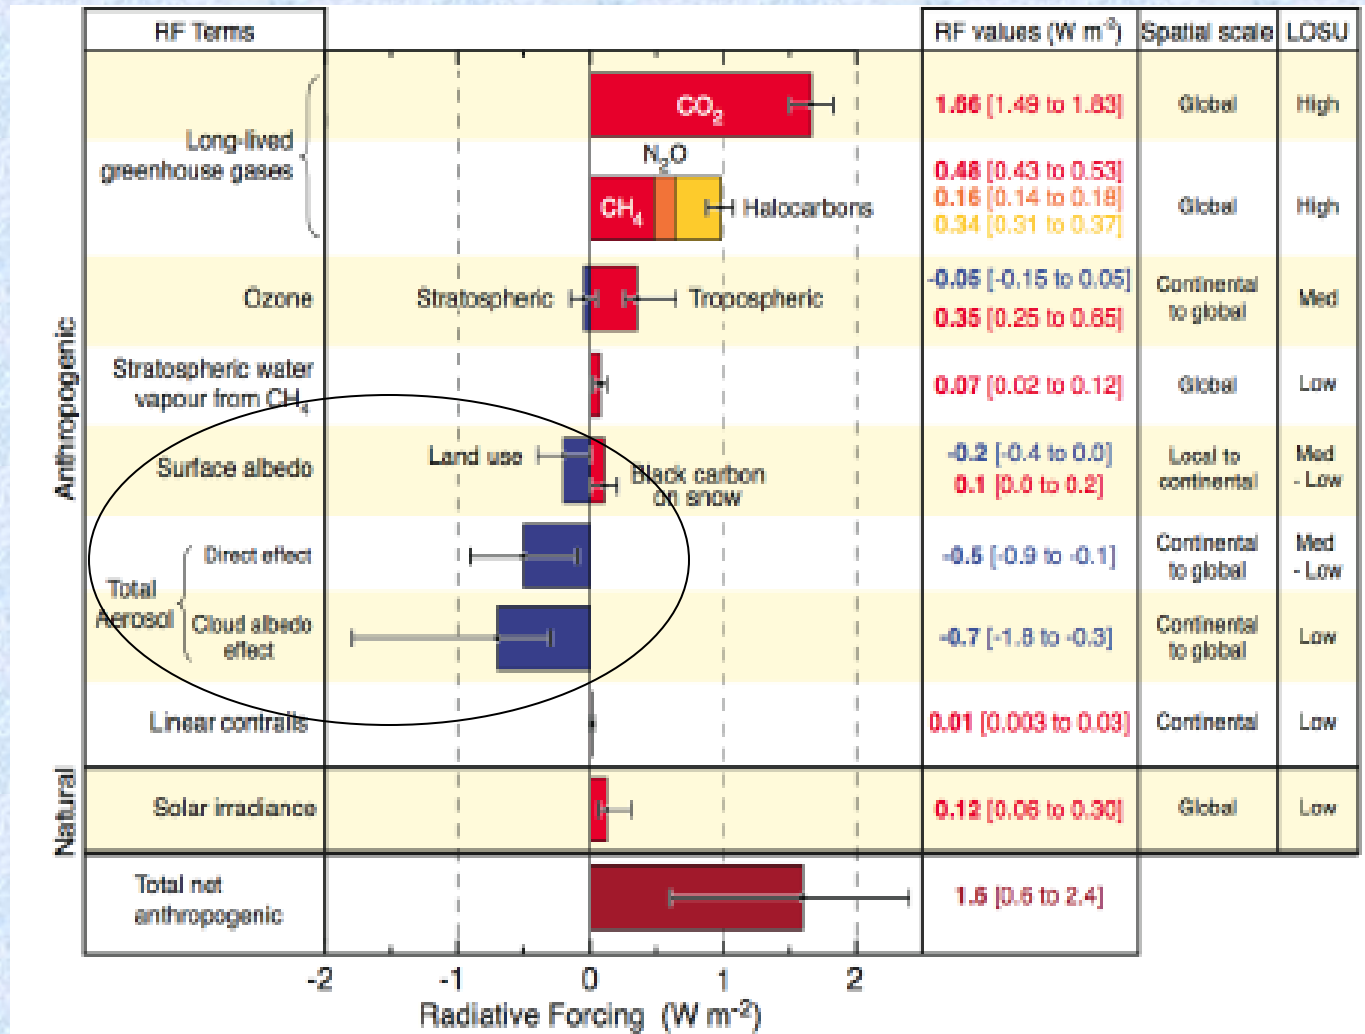 RF Terms
RF values (W m⁻²)
Spatial scale
LOSU
Anthropogenic
Long-lived
greenhouse gases
CO₂
1.66 [1.49 to 1.83]
Global
High
N₂O
CH₄
Halocarbons
0.48 [0.43 to 0.53]
0.16 [0.14 to 0.18]
0.34 [0.31 to 0.37]
Global
High
Ozone
Stratospheric
Tropospheric
-0.05 [-0.15 to 0.05]
0.35 [0.25 to 0.65]
Continental
to global
Med
Stratospheric water
vapour from CH₄
0.07 [0.02 to 0.12]
Global
Low
Surface albedo
Land use
Black carbon
on snow
-0.2 [-0.4 to 0.0]
0.1 [0.0 to 0.2]
Local to
continental
Med
- Low
Total
Aerosol
Direct effect
-0.5 [-0.9 to -0.1]
Continental
to global
Med
- Low
Cloud albedo
effect
-0.7 [-1.8 to -0.3]
Continental
to global
Low
Linear contrails
0.01 [0.003 to 0.03]
Continental
Low
Natural
Solar irradiance
0.12 [0.06 to 0.30]
Global
Low
Total net
anthropogenic
1.6 [0.6 to 2.4]
-2
-1
0
1
2
Radiative Forcing (W m⁻²)